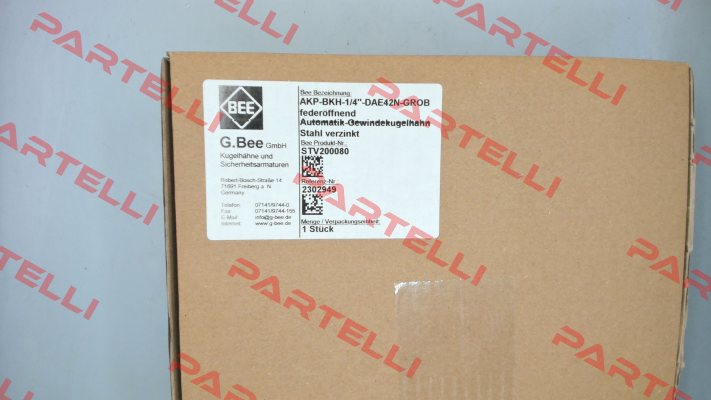 BEE
G.Bee GmbH
Kugelhähne und
Sicherheitsarmaturen
Robert-Bosch-Straße 14
71691 Freiberg a. N
Germany
Telefon: 07141/9744-0
Fax: 07141/9744-155
E-Mail: info@g-bee.de
Internet: www.g-bee.de
Bee Bezeichnung:
AKP-BKH-1/4"-DAE42N-GROB
federöffnend
Automatik-Gewindekugelhahn
Stahl verzinkt
Bee Produkt-Nr.:
STV200080
Referenz-Nr.:
2302949
Menge / Verpackungseinheit:
1 Stück
PARTELLI
PARTELLI
PARTELLI
PARTELLI
PARTELLI
PARTELLI
PARTELLI
PARTELLI